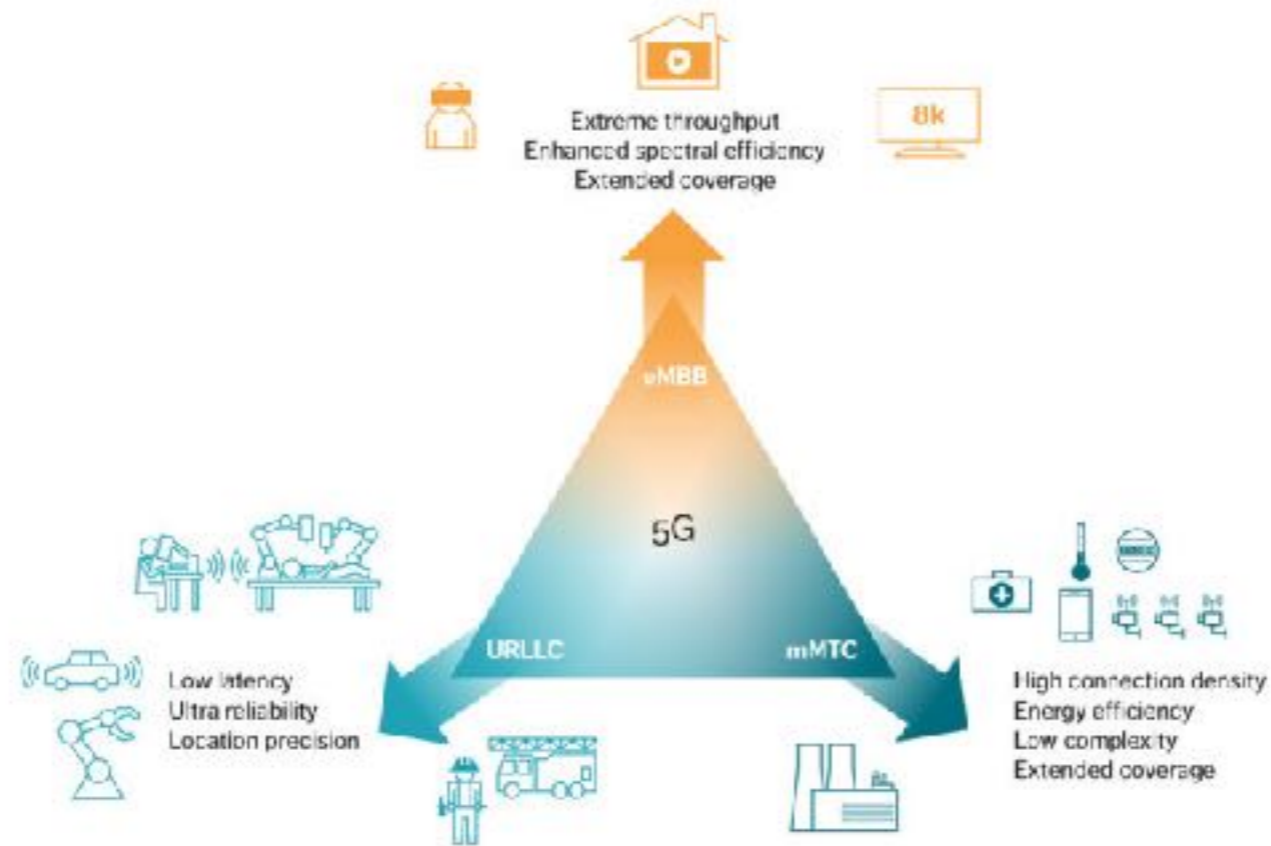 8k
Extreme throughput
Enhanced spectral efficiency
Extended coverage
eMBB
5G
URLLC
mMTC
Low latency
Ultra reliability
Location precision
High connection density
Energy efficiency
Low complexity
Extended coverage